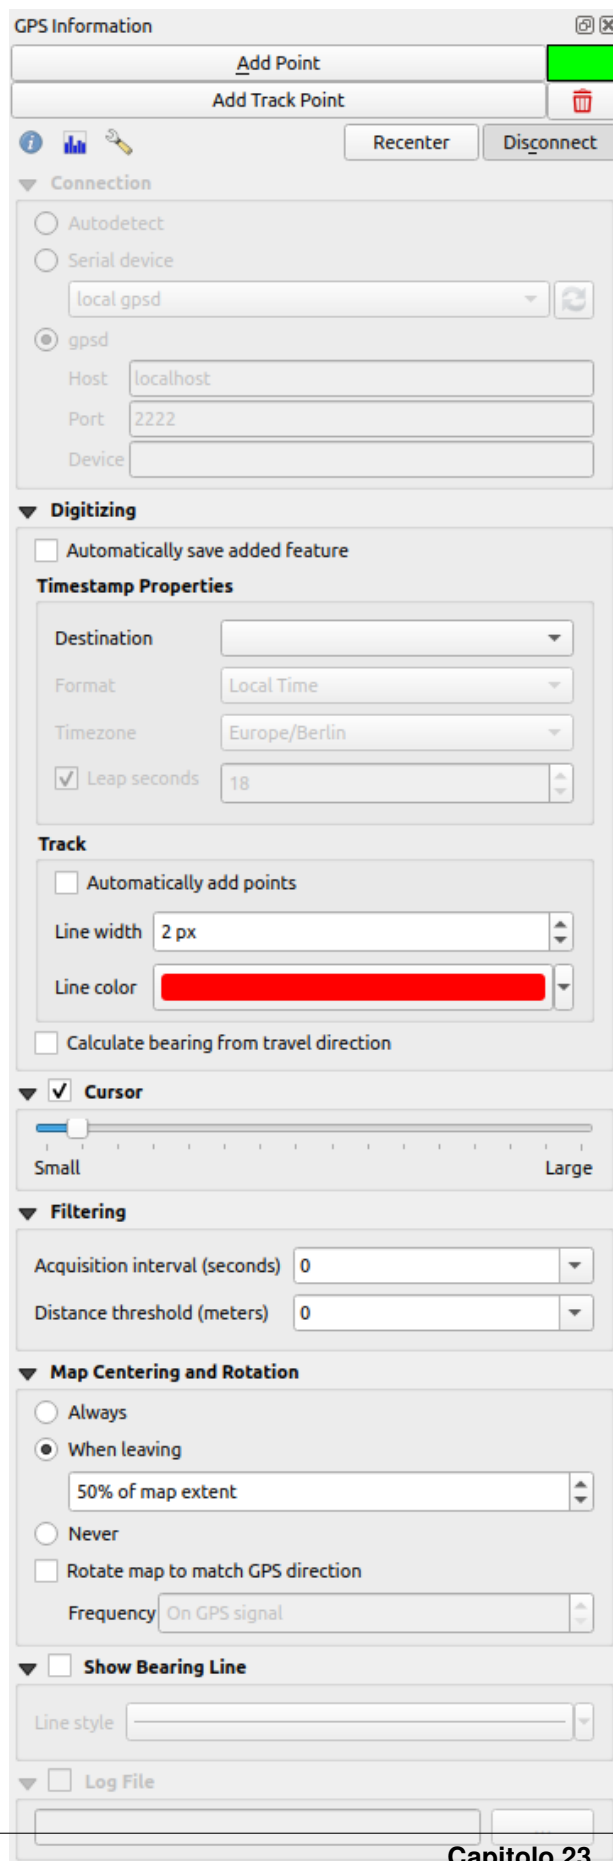 GPS Information
Add Point
Add Track Point
Recenter Disconnect
Connection
Autodetect
Serial device
local gpsd
gpsd
Host localhost
Port 2222
Device
Digitizing
Automatically save added feature
Timestamp Properties
Destination
Format Local Time
Timezone Europe/Berlin
Leap seconds 18
Track
Automatically add points
Line width 2 px
Line color
Calculate bearing from travel direction
Cursor
Small Large
Filtering
Acquisition interval (seconds) 0
Distance threshold (meters) 0
Map Centering and Rotation
Always
When leaving
50% of map extent
Never
Rotate map to match GPS direction
Frequency On GPS signal
Show Bearing Line
Line style
Log File
...
Capitolo 23